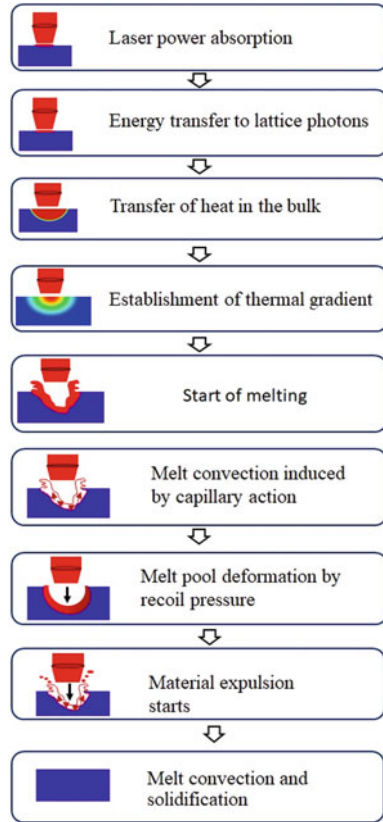 Laser power absorption
Energy transfer to lattice photons
Transfer of heat in the bulk
Establishment of thermal gradient
Start of melting
Melt convection induced
by capillary action
Melt pool deformation by
recoil pressure
Material expulsion
starts
Melt convection and
solidification